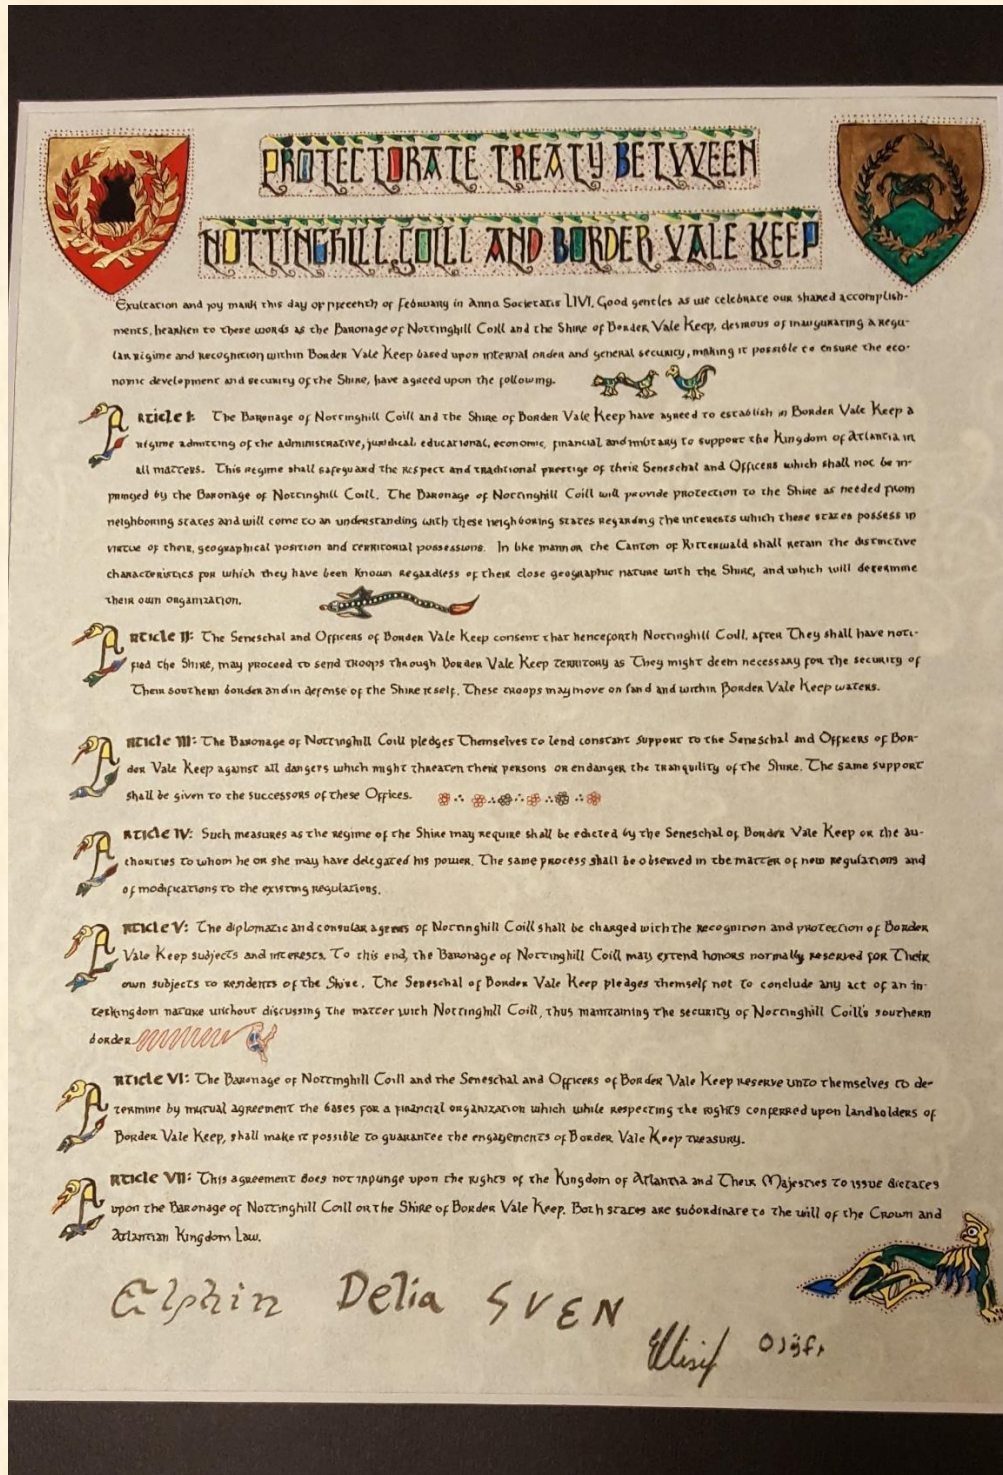 PROTECTORATE TREATY BETWEEN
NOTTINGHILL COILL AND BORDER VALE KEEP
Exultation and joy mark this day of fifteenth of February in Anna Societatis LIVI. Good gentles as we celebrate our shared accomplish-
ments, hearken to these words as the Baronage of Nottinghill Coill and the Shire of Border Vale Keep, desirous of inaugurating a regu-
lar regime and recognition within Border Vale Keep based upon internal order and general security, making it possible to ensure the eco-
nomic development and security of the Shire, have agreed upon the following.
Article I: The Baronage of Nottinghill Coill and the Shire of Border Vale Keep have agreed to establish in Border Vale Keep a
regime admitting of the administrative, juridical, educational, economic, financial and military to support the Kingdom of Atlantia in
all matters. This regime shall safeguard the respect and traditional prestige of their Seneschal and Officers which shall not be in-
pinged by the Baronage of Nottinghill Coill. The Baronage of Nottinghill Coill will provide protection to the Shire as needed from
neighboring states and will come to an understanding with these neighboring states regarding the interests which these states possess in
virtue of their, geographical position and territorial possessions. In like manner the Canton of Ritterwald shall retain the distinctive
characteristics for which they have been known regardless of their close geographic nature with the Shire, and which will determine
their own organization.
Article II: The Seneschal and Officers of Border Vale Keep consent that henceforth Nottinghill Coill, after They shall have noti-
fied the Shire, may proceed to send troops through Border Vale Keep territory as They might deem necessary for the security of
Their southern border and in defense of the Shire itself. These troops may move on land and within Border Vale Keep waters.
Article III: The Baronage of Nottinghill Coill pledges Themselves to lend constant support to the Seneschal and Officers of Bor-
der Vale Keep against all dangers which might threaten their persons or endanger the tranquility of the Shire. The same support
shall be given to the successors of these Offices.
Article IV: Such measures as the regime of the Shire may require shall be edicted by the Seneschal of Border Vale Keep or the au-
thorities to whom he or she may have delegated his power. The same process shall be observed in the matter of new regulations and
of modifications to the existing regulations.
Article V: The diplomatic and consular agents of Nottinghill Coill shall be charged with the recognition and protection of Border
Vale Keep subjects and interests. To this end, the Baronage of Nottinghill Coill may extend honors normally reserved for Their
own subjects to residents of the Shire. The Seneschal of Border Vale Keep pledges themself not to conclude any act of an in-
terkingdom nature without discussing the matter with Nottinghill Coill, thus maintaining the security of Nottinghill Coill's southern
border.
Article VI: The Baronage of Nottinghill Coill and the Seneschal and Officers of Border Vale Keep reserve unto themselves to de-
termine by mutual agreement the bases for a financial organization which while respecting the rights conferred upon landholders of
Border Vale Keep, shall make it possible to guarantee the engagements of Border Vale Keep treasury.
Article VII: This agreement does not inpunge upon the rights of the Kingdom of Atlantia and Their Majesties to issue dictates
upon the Baronage of Nottinghill Coill or the Shire of Border Vale Keep. Both states are subordinate to the will of the Crown and
Atlantian Kingdom Law.
Elphin Delia SVEN
Ellisif